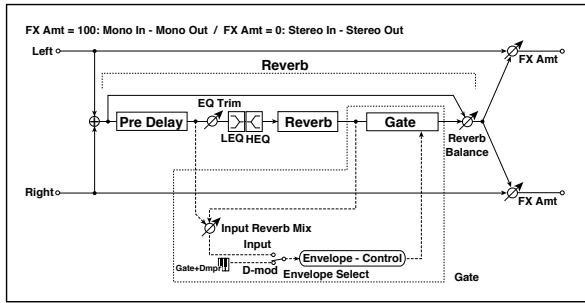 FX Amt = 100: Mono In - Mono Out / FX Amt = 0: Stereo In - Stereo Out
Left
FX Amt
Reverb
EQ Trim
Pre Delay
Reverb
Gate
LEQ HEQ
Reverb
Balance
Right
FX Amt
Input Reverb Mix
Input
Envelope - Control
Gate+Dmpr
D-mod
Envelope Select
Gate